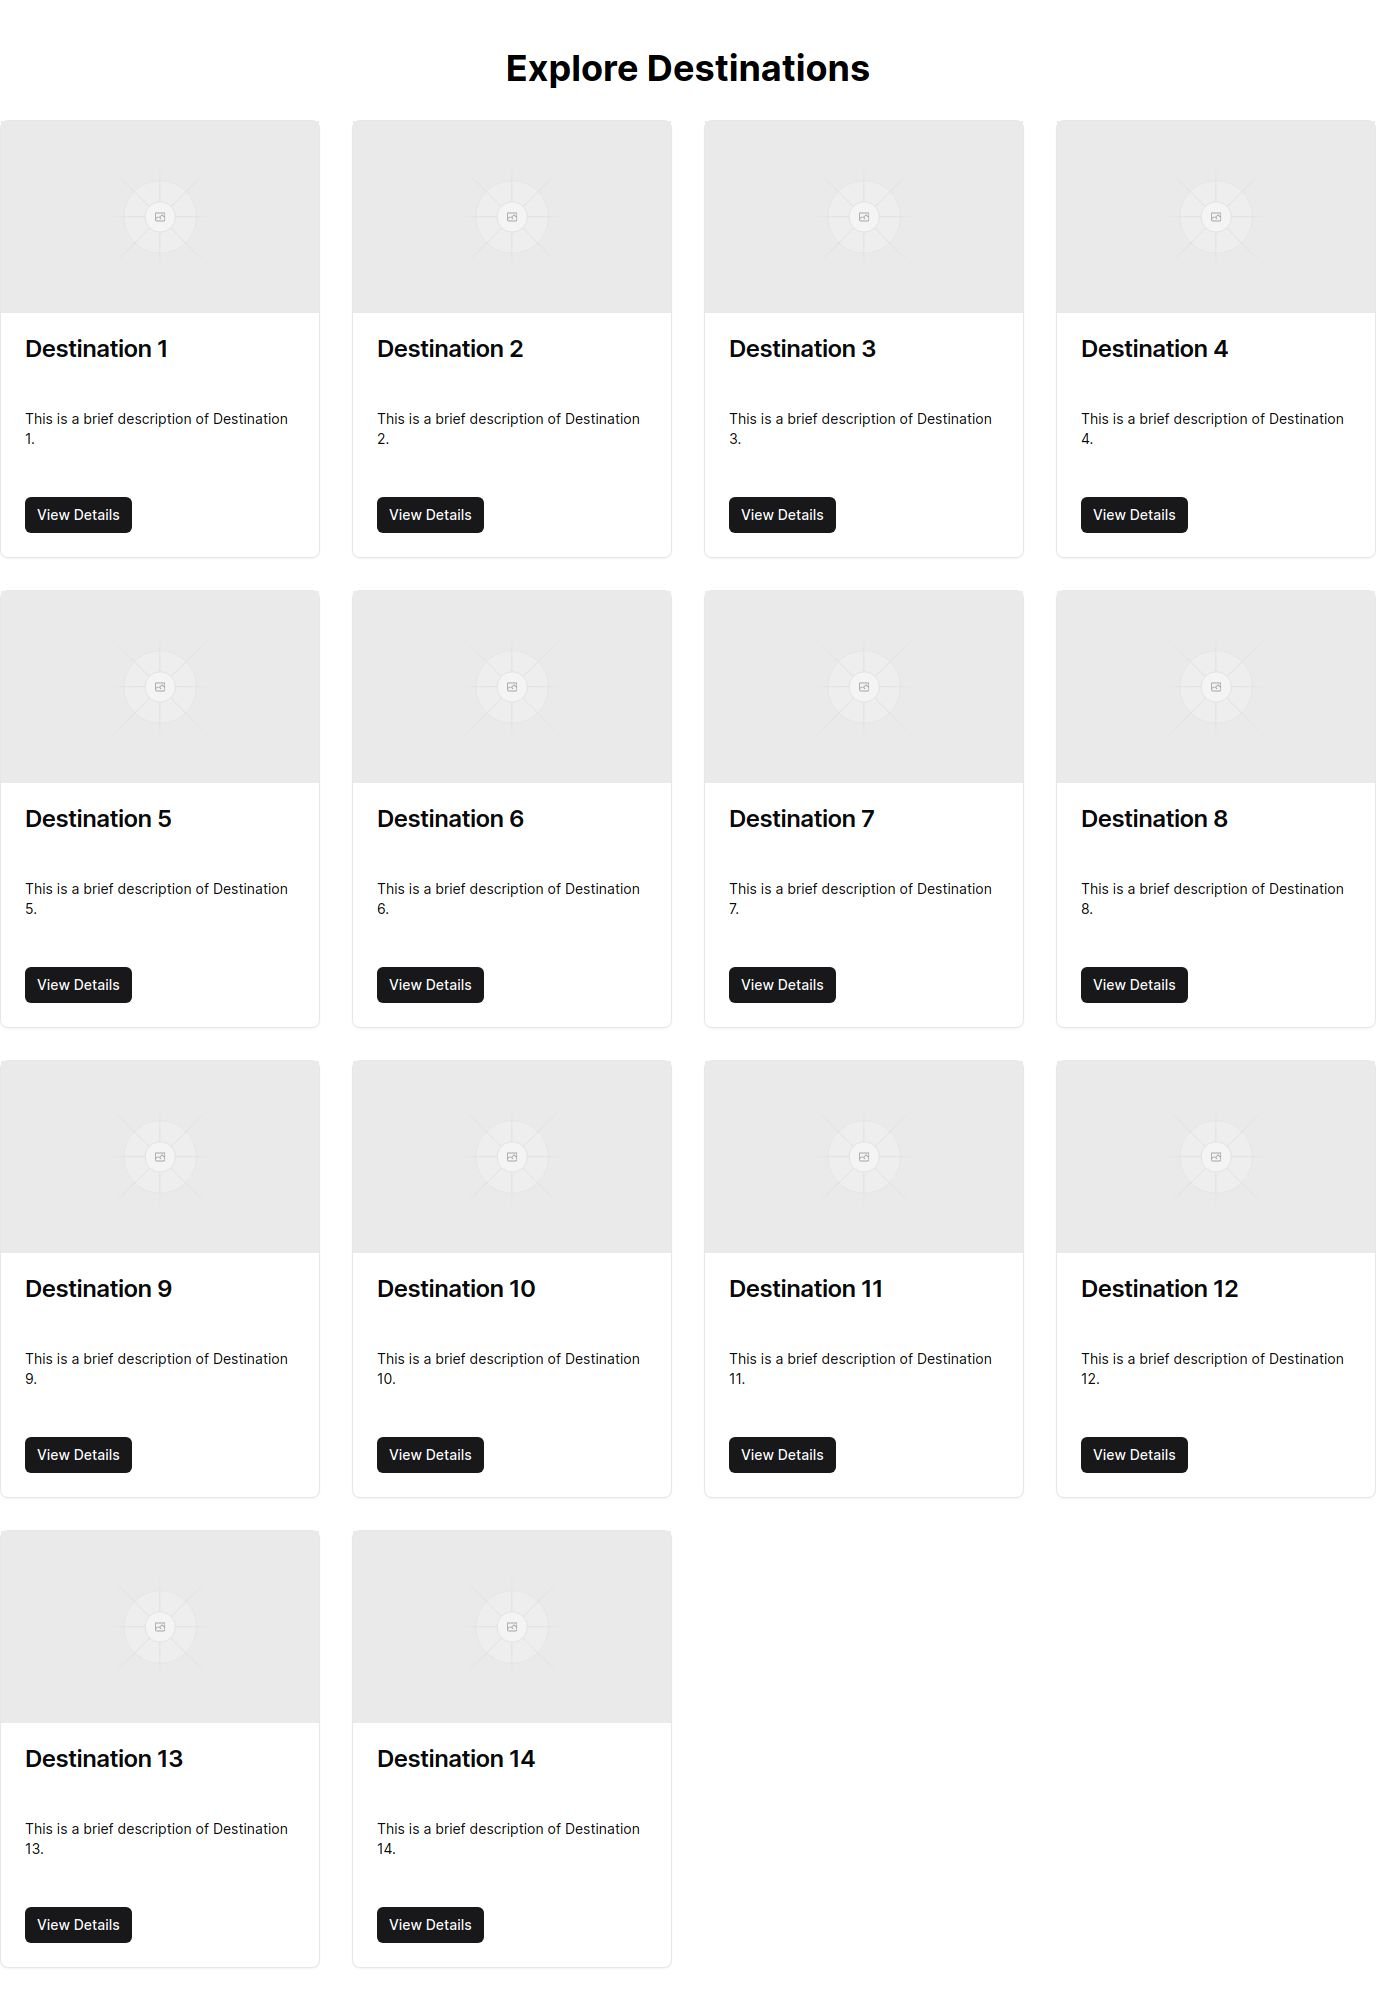 Explore Destinations
Destination 1
This is a brief description of Destination
1.
View Details
Destination 2
This is a brief description of Destination
2.
View Details
Destination 3
This is a brief description of Destination
3.
View Details
Destination 4
This is a brief description of Destination
4.
View Details
Destination 5
This is a brief description of Destination
5.
View Details
Destination 6
This is a brief description of Destination
6.
View Details
Destination 7
This is a brief description of Destination
7.
View Details
Destination 8
This is a brief description of Destination
8.
View Details
Destination 9
This is a brief description of Destination
9.
View Details
Destination 10
This is a brief description of Destination
10.
View Details
Destination 11
This is a brief description of Destination
11.
View Details
Destination 12
This is a brief description of Destination
12.
View Details
Destination 13
This is a brief description of Destination
13.
View Details
Destination 14
This is a brief description of Destination
14.
View Details